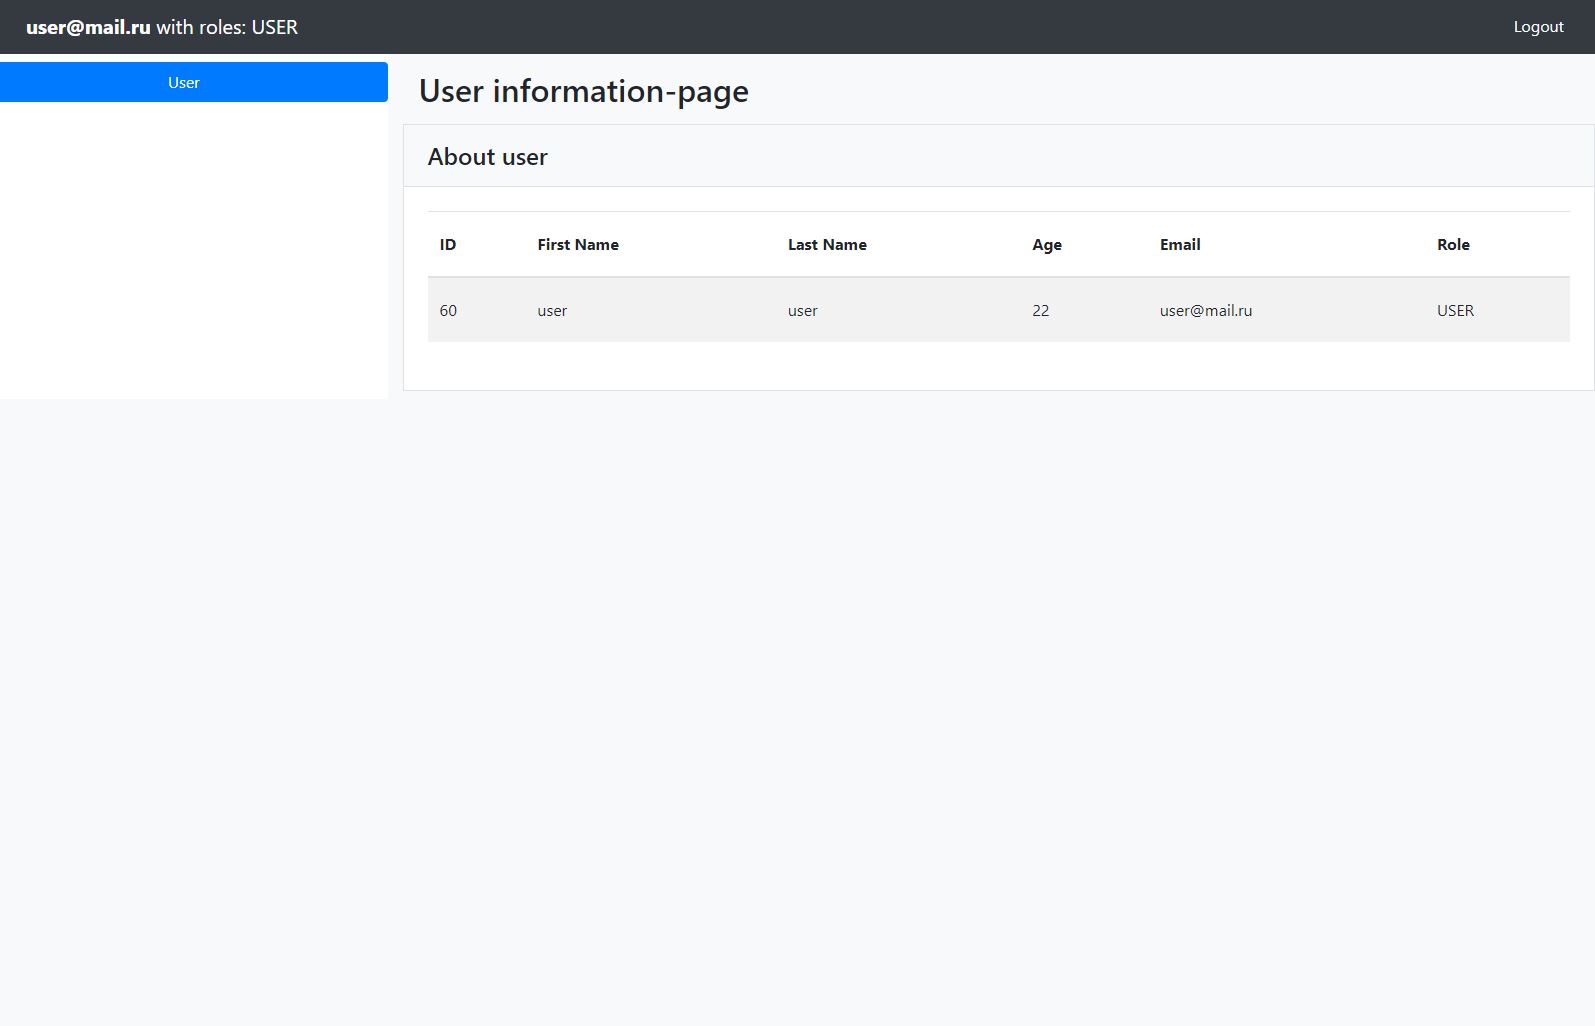 user@mail.ru with roles: USER Logout
User
User information-page
About user
ID First Name Last Name Age Email Role
60 user user 22 user@mail.ru USER